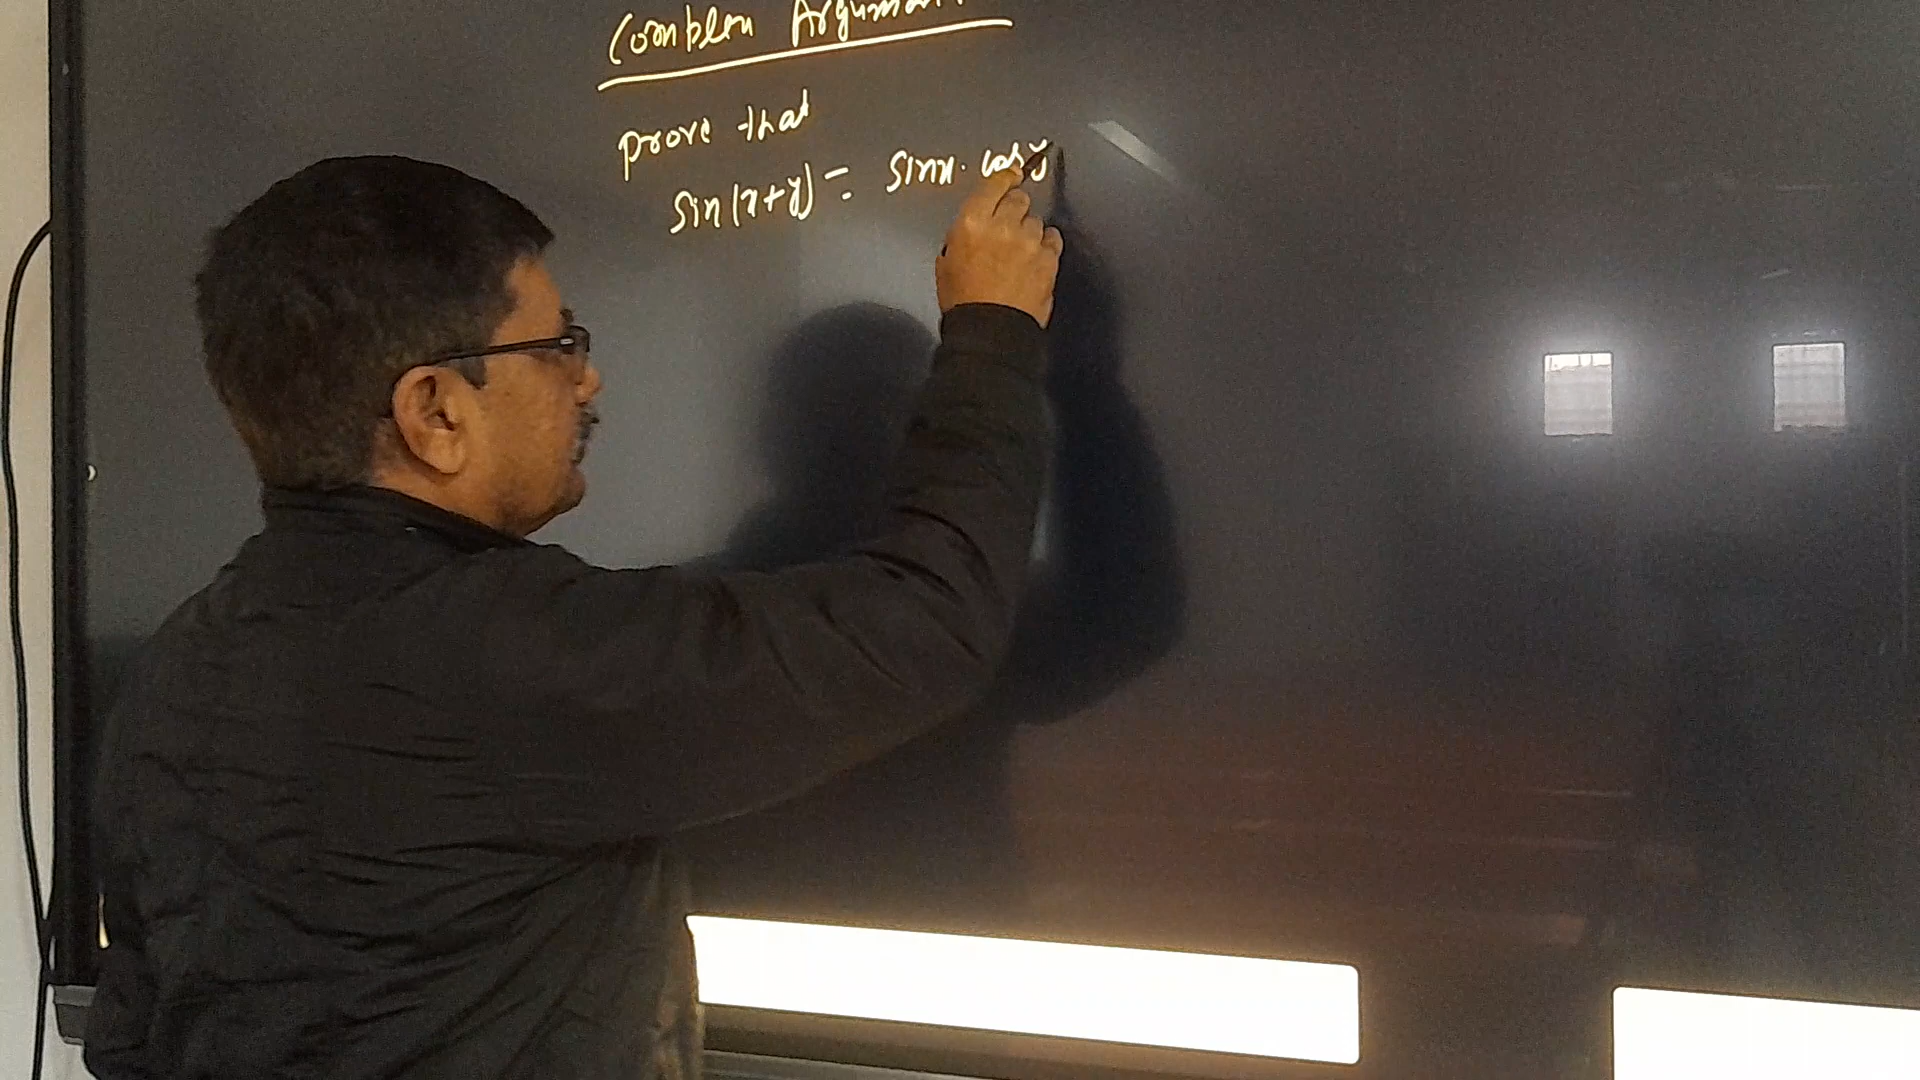 Complex Argument
prove that
sin(x+y) = sinx. cosy